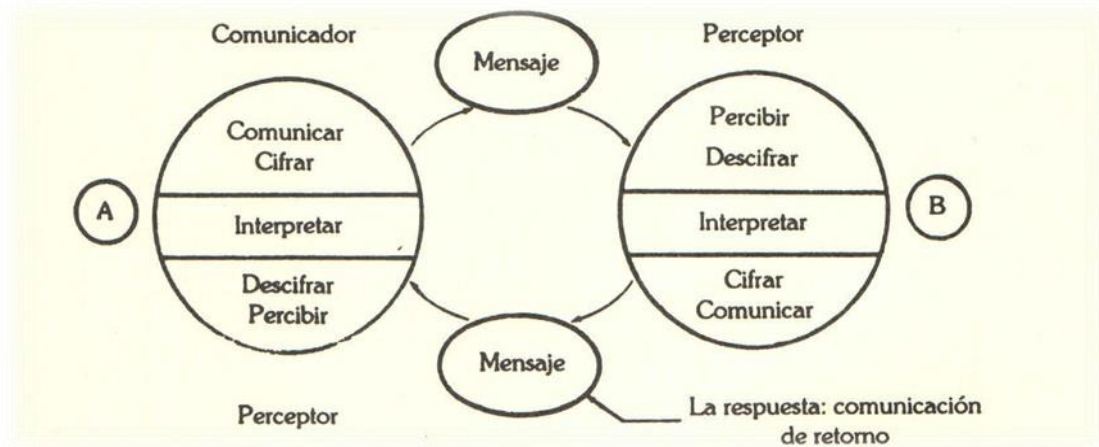 Comunicador
Mensaje
Perceptor
Comunicar
Cifrar
Interpretar
Descifrar
Percibir
A
Percibir
Descifrar
Interpretar
Cifrar
Comunicar
B
Mensaje
Perceptor
La respuesta: comunicación
de retorno